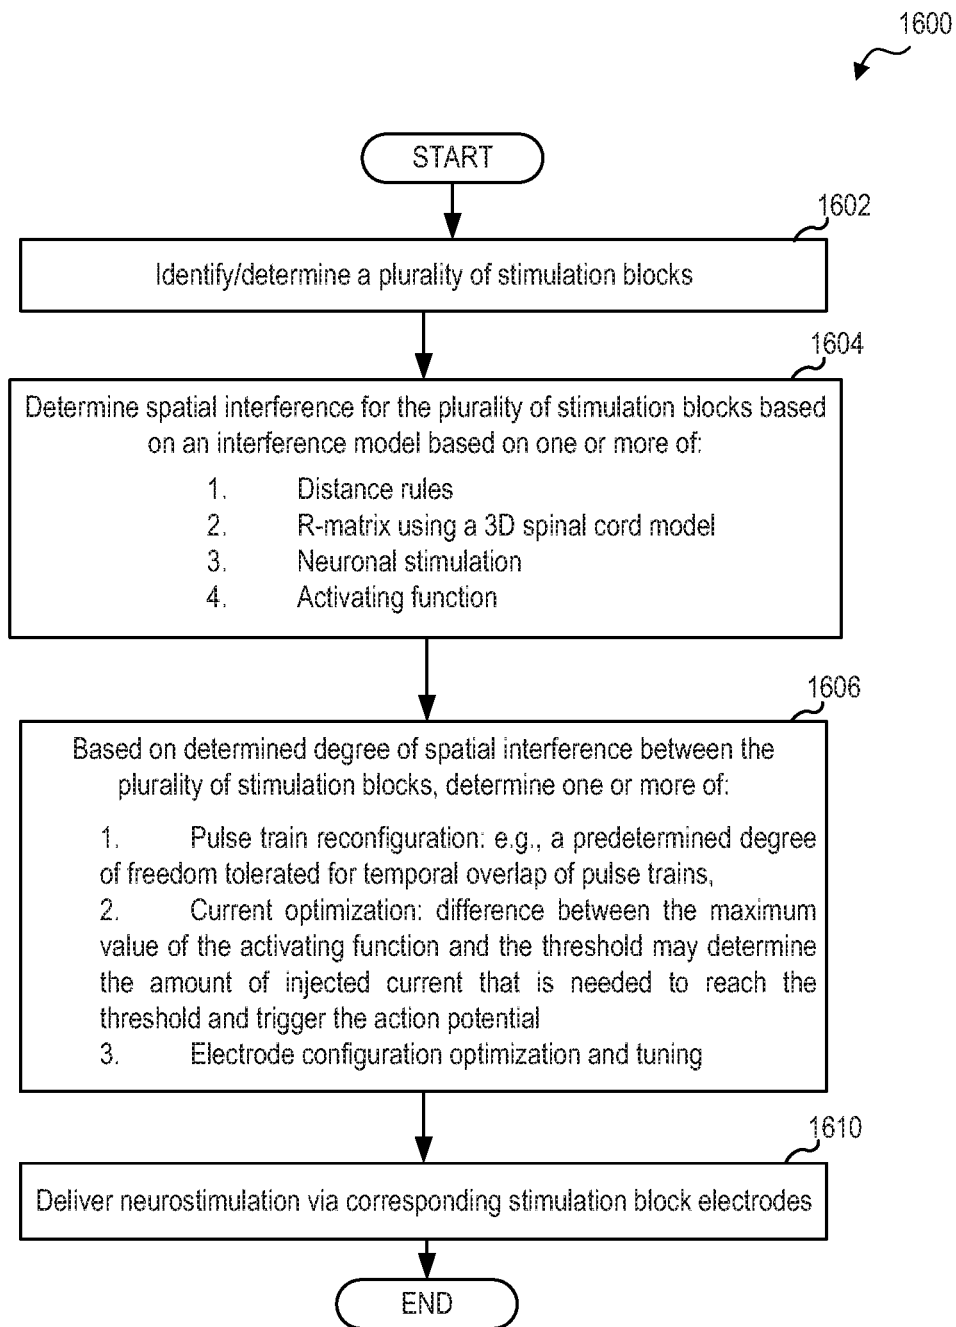 1600
START
1602
Identify/determine a plurality of stimulation blocks
1604
Determine spatial interference for the plurality of stimulation blocks based
on an interference model based on one or more of:
1. Distance rules
2. R-matrix using a 3D spinal cord model
3. Neuronal stimulation
4. Activating function
1606
Based on determined degree of spatial interference between the
plurality of stimulation blocks, determine one or more of:
1. Pulse train reconfiguration: e.g., a predetermined degree
of freedom tolerated for temporal overlap of pulse trains,
2. Current optimization: difference between the maximum
value of the activating function and the threshold may determine
the amount of injected current that is needed to reach the
threshold and trigger the action potential
3. Electrode configuration optimization and tuning
1610
Deliver neurostimulation via corresponding stimulation block electrodes
END